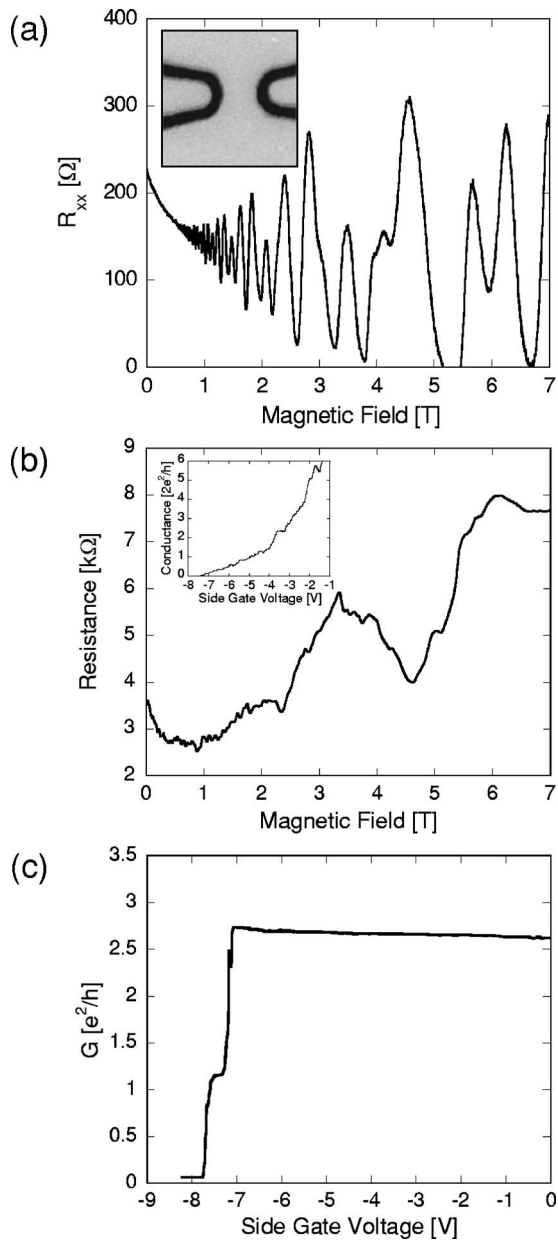 (a)
400
300
200
100
0
Rxx [Ω]
0 1 2 3 4 5 6 7
Magnetic Field [T]
(b)
9
8
7
6
5
4
3
2
Resistance [kΩ]
6
5
4
3
2
1
0
Conductance [2e²/h]
-8 -7 -6 -5 -4 -3 -2 -1
Side Gate Voltage [V]
0 1 2 3 4 5 6 7
Magnetic Field [T]
(c)
3.5
3
2.5
2
1.5
1
0.5
0
G [e²/h]
-9 -8 -7 -6 -5 -4 -3 -2 -1 0
Side Gate Voltage [V]